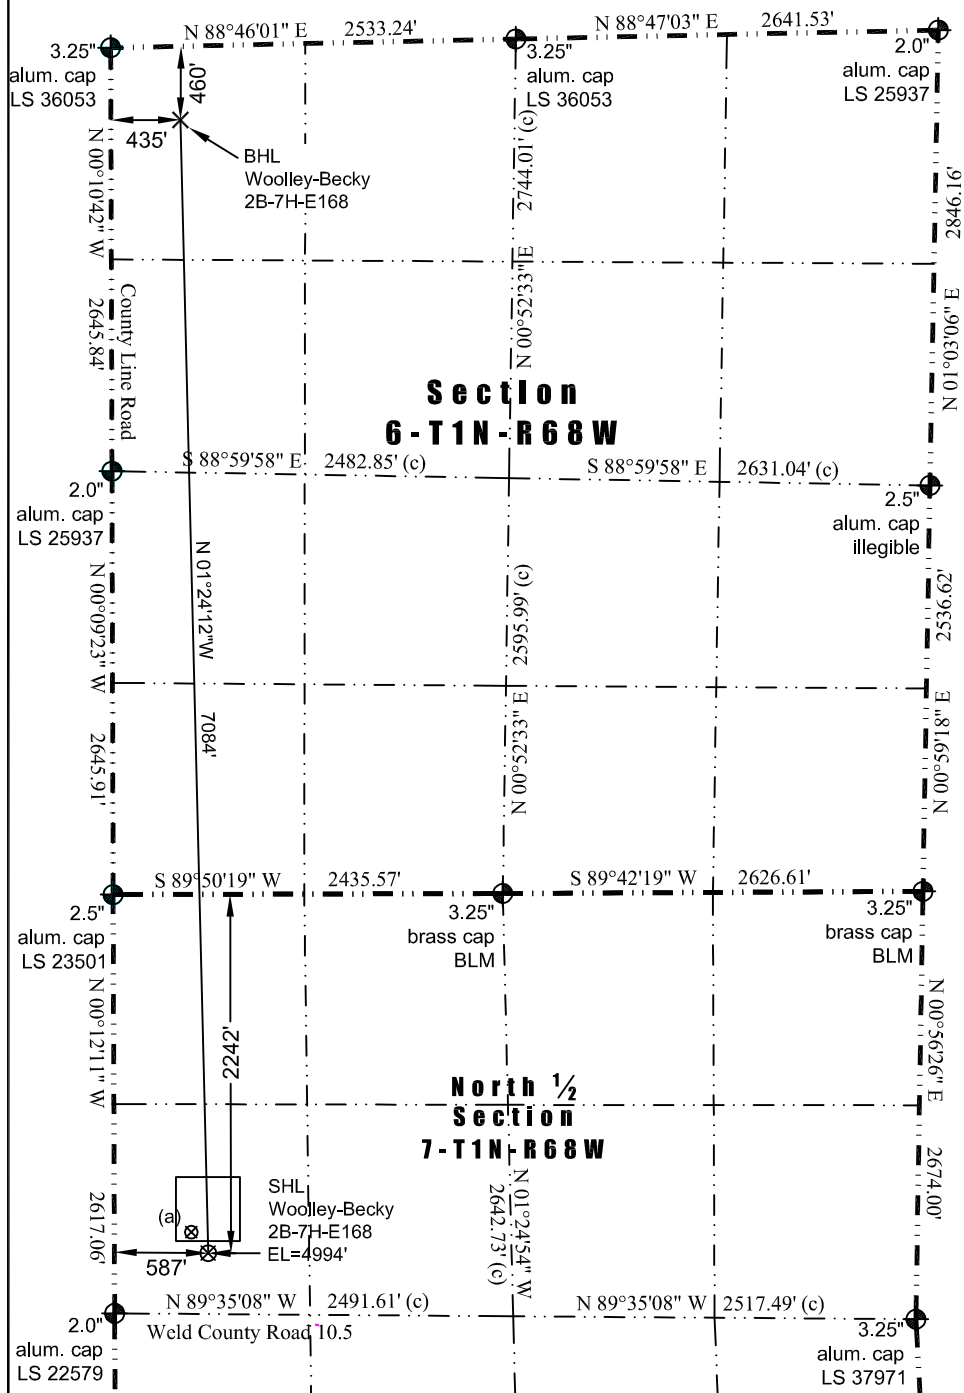 N 88°46'01" E 2533.24' N 88°47'03" E 2641.53'
3.25"
alum. cap
LS 36053
3.25"
alum. cap
LS 36053
2.0"
alum. cap
LS 25937
460'
435'
BHL
Woolley-Becky
2B-7H-E168
N 00°10'42" W 2645.84'
County Line Road
N 00°52'33" E 2744.01' (c)
N 01°03'06" E 2846.16'
Section
6-T1N-R68W
S 88°59'58" E 2482.85' (c) S 88°59'58" E 2631.04' (c)
2.0"
alum. cap
LS 25937
2.5"
alum. cap
illegible
N 01°24'12"W 7084'
N 00°09'23" W 2645.91'
N 00°52'33" E 2595.99' (c)
N 00°59'18" E 2536.62'
S 89°50'19" W 2435.57' S 89°42'19" W 2626.61'
2.5"
alum. cap
LS 23501
3.25"
brass cap
BLM
3.25"
brass cap
BLM
N 00°12'11" W 2617.06'
2242'
North ½
Section
7-T1N-R68W
N 00°56'26" E 2674.00'
SHL
Woolley-Becky
2B-7H-E168
EL=4994'
(a)
587'
N 01°24'54" W
2642.73' (c)
N 89°35'08" W 2491.61' (c) N 89°35'08" W 2517.49' (c)
Weld County Road 10.5
2.0"
alum. cap
LS 22579
3.25"
alum. cap
LS 37971